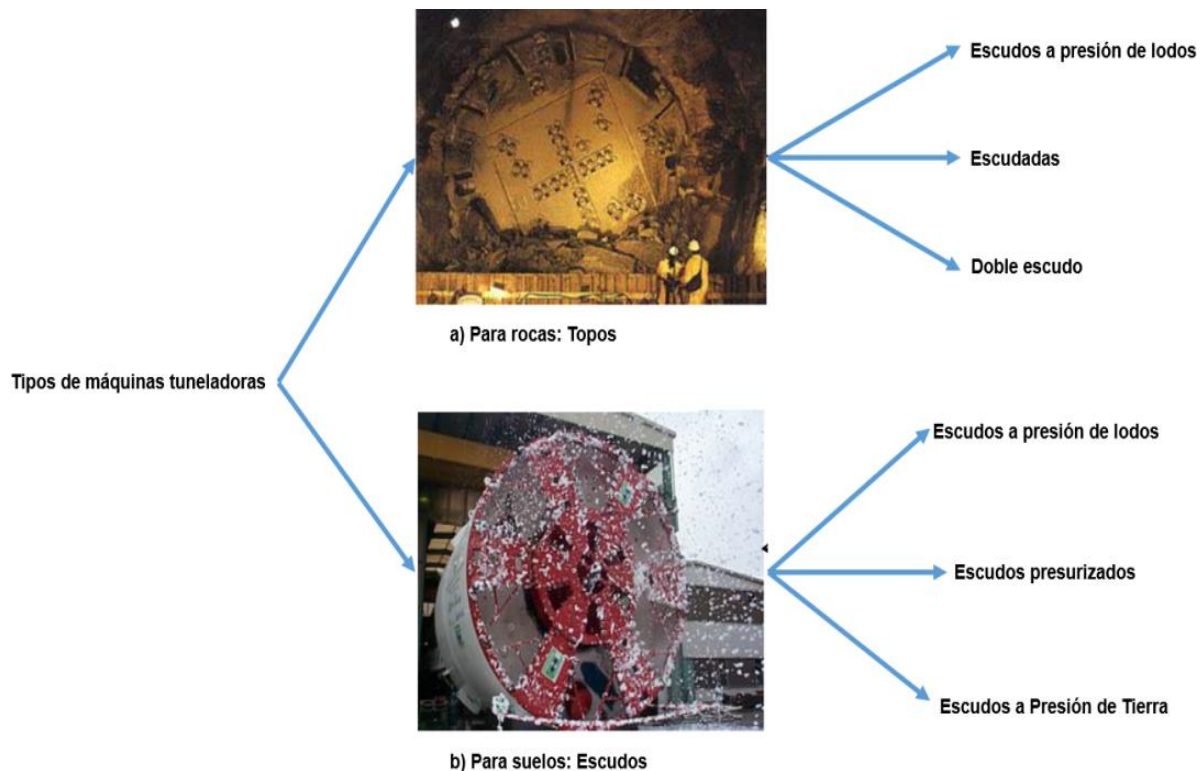 Tipos de máquinas tuneladoras
a) Para rocas: Topos
Escudos a presión de lodos
Escudadas
Doble escudo
b) Para suelos: Escudos
Escudos a presión de lodos
Escudos presurizados
Escudos a Presión de Tierra